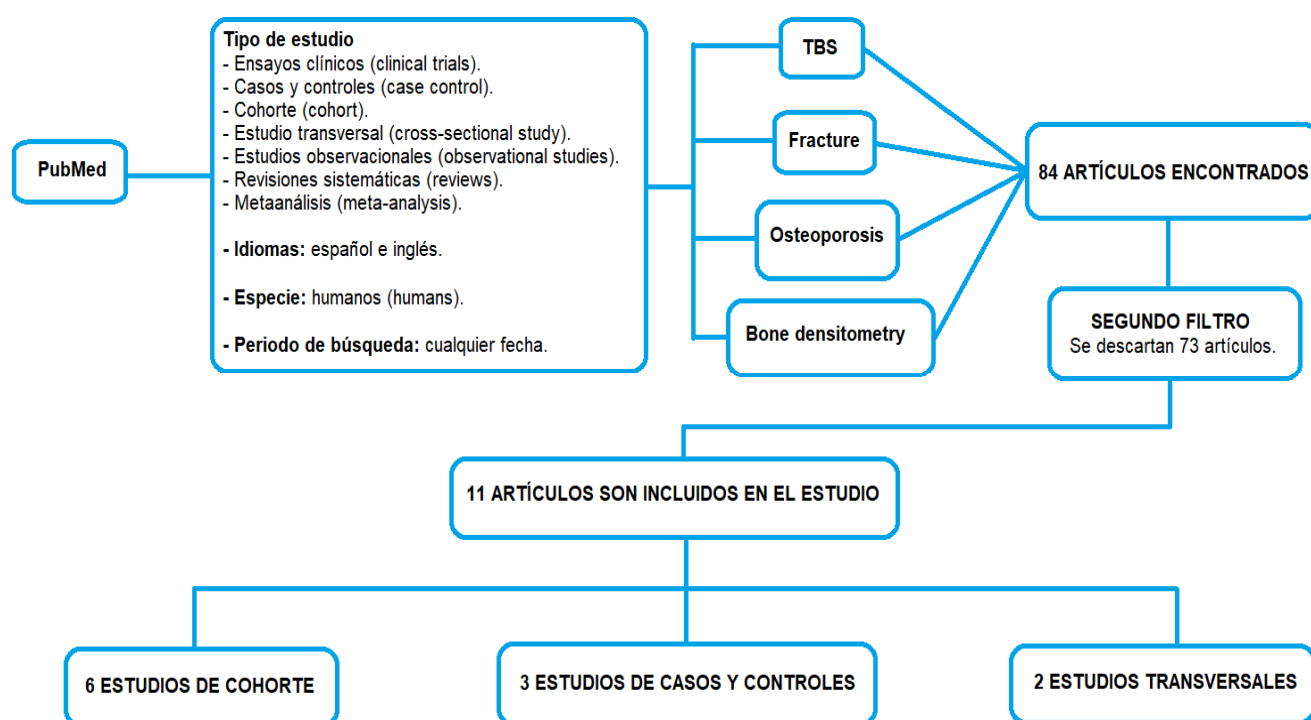 PubMed
Tipo de estudio
- Ensayos clínicos (clinical trials).
- Casos y controles (case control).
- Cohorte (cohort).
- Estudio transversal (cross-sectional study).
- Estudios observacionales (observational studies).
- Revisiones sistemáticas (reviews).
- Metaanálisis (meta-analysis).
- Idiomas: español e inglés.
- Especie: humanos (humans).
- Periodo de búsqueda: cualquier fecha.
TBS
Fracture
Osteoporosis
Bone densitometry
84 ARTÍCULOS ENCONTRADOS
SEGUNDO FILTRO
Se descartan 73 artículos.
11 ARTÍCULOS SON INCLUIDOS EN EL ESTUDIO
6 ESTUDIOS DE COHORTE
3 ESTUDIOS DE CASOS Y CONTROLES
2 ESTUDIOS TRANSVERSALES